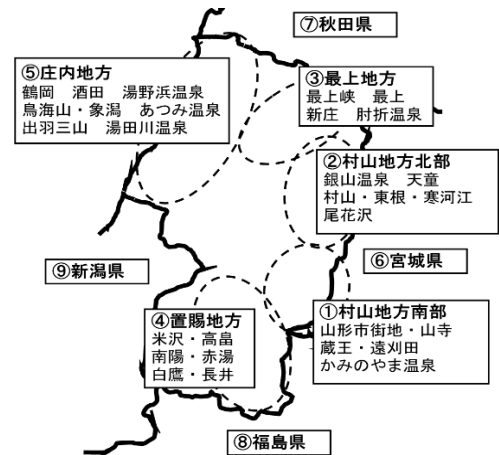 ⑦秋田県
⑤庄内地方
鶴岡　酒田　湯野浜温泉
鳥海山・象潟　あつみ温泉
出羽三山　湯田川温泉
③最上地方
最上峡　最上
新庄　肘折温泉
②村山地方北部
銀山温泉　天童
村山・東根・寒河江
尾花沢
⑥宮城県
⑨新潟県
①村山地方南部
山形市街地・山寺
蔵王・遠刈田
かみのやま温泉
④置賜地方
米沢・高畠
南陽・赤湯
白鷹・長井
⑧福島県